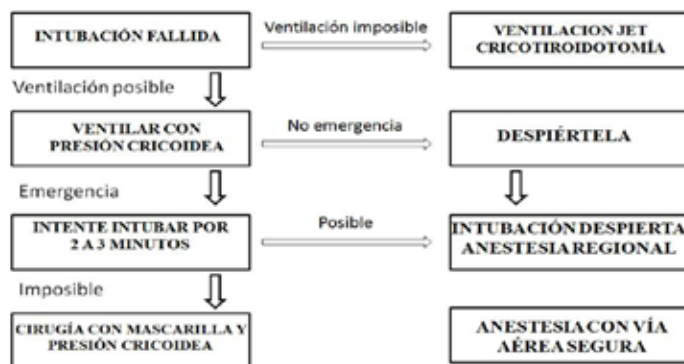 INTUBACIÓN FALLIDA
Ventilación imposible
VENTILACION JET
CRICOTIROIDOTOMÍA
Ventilación posible
VENTILAR CON
PRESIÓN CRICOIDEA
No emergencia
DESPIÉRTELA
Emergencia
INTENTE INTUBAR POR
2 A 3 MINUTOS
Posible
INTUBACIÓN DESPIERTA
ANESTESIA REGIONAL
Imposible
CIRUGÍA CON MASCARILLA Y
PRESIÓN CRICOIDEA
ANESTESIA CON VÍA
AÉREA SEGURA